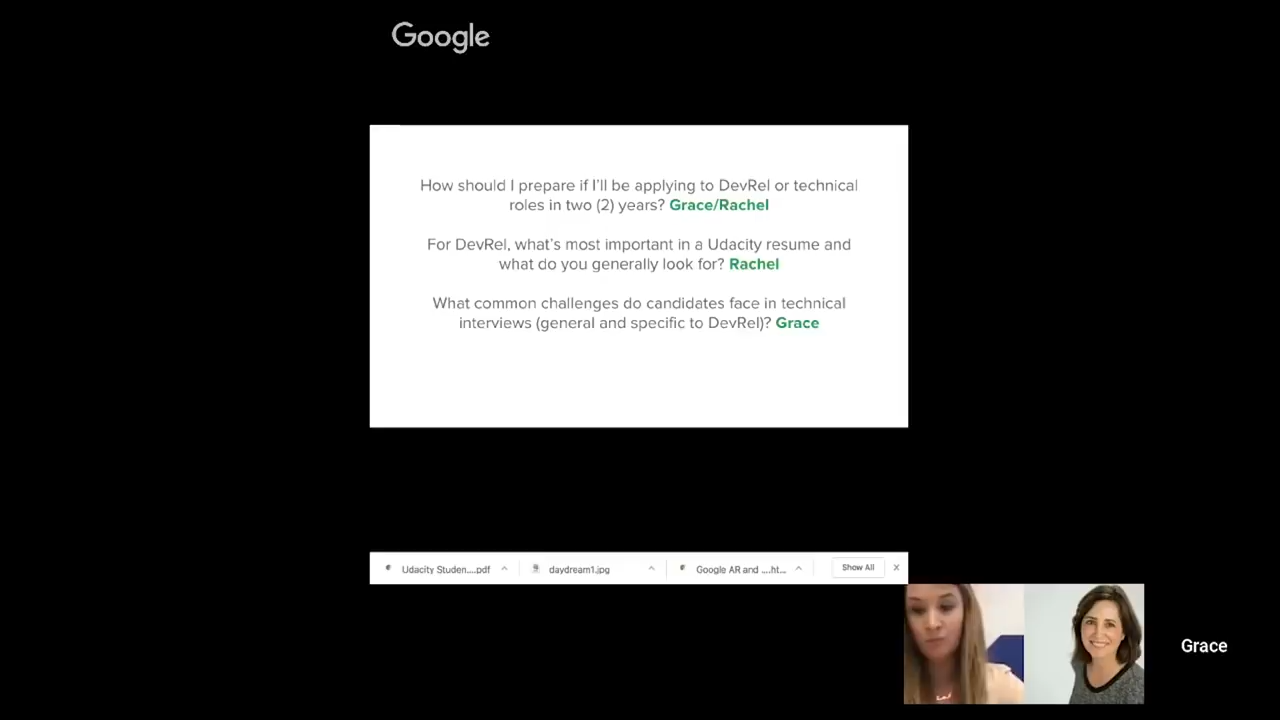 Google
How should I prepare if I'll be applying to DevRel or technical
roles in two (2) years? Grace/Rachel
For DevRel, what's most important in a Udacity resume and
what do you generally look for? Rachel
What common challenges do candidates face in technical
interviews (general and specific to DevRel)? Grace
Udacity Studen....pdf
daydream1.jpg
Google AR and ....ht...
Show All
Grace